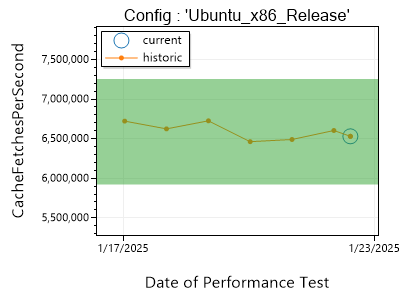 Config : 'Ubuntu_x86_Release'
current
historic
CacheFetchesPerSecond
7,500,000
7,000,000
6,500,000
6,000,000
5,500,000
1/17/2025
1/23/2025
Date of Performance Test